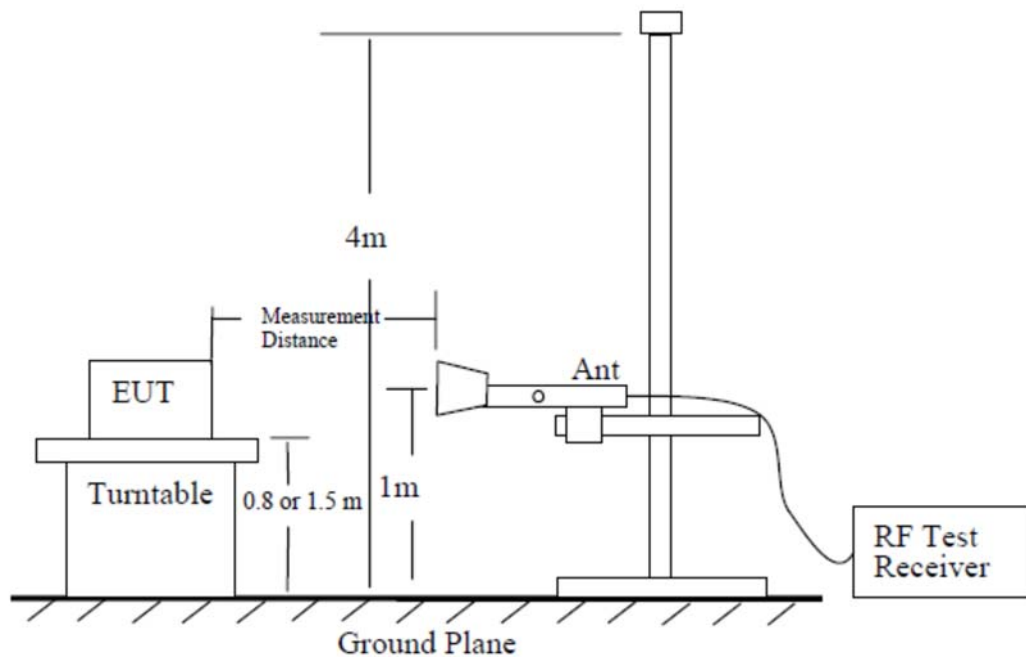 4m
Measurement
Distance
EUT
Ant
Turntable
0.8 or 1.5 m
1m
RF Test
Receiver
Ground Plane